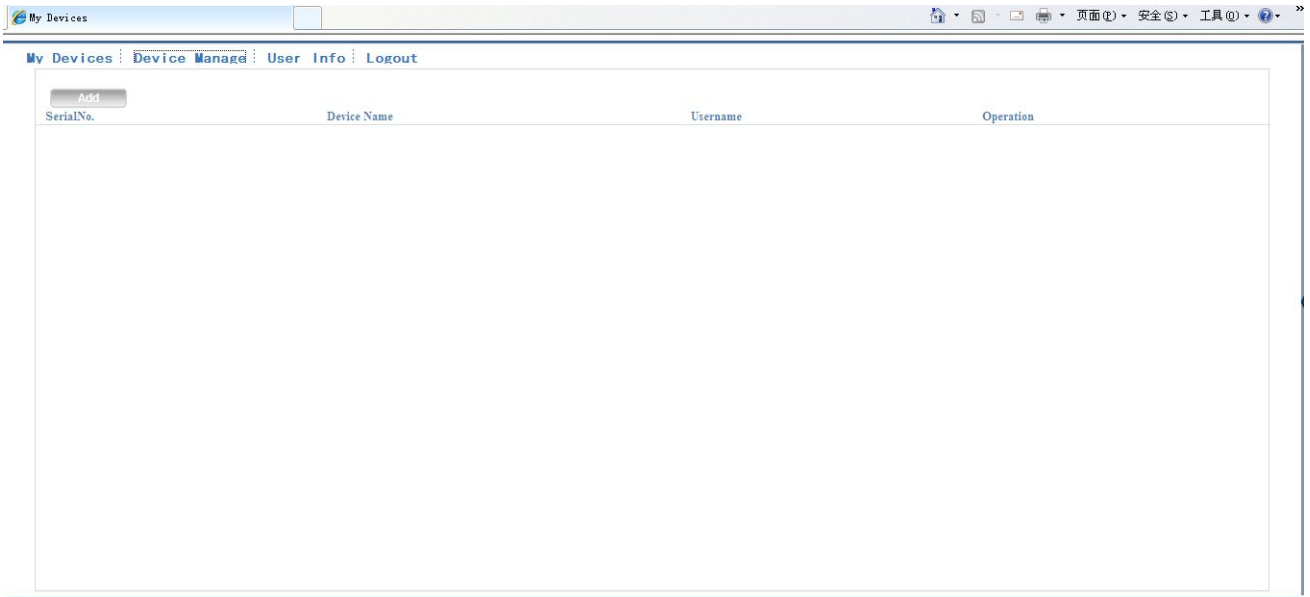 My Devices
页面(P) 安全(S) 工具(O) »
My Devices Device Manage User Info Logout
Add
SerialNo. Device Name Username Operation